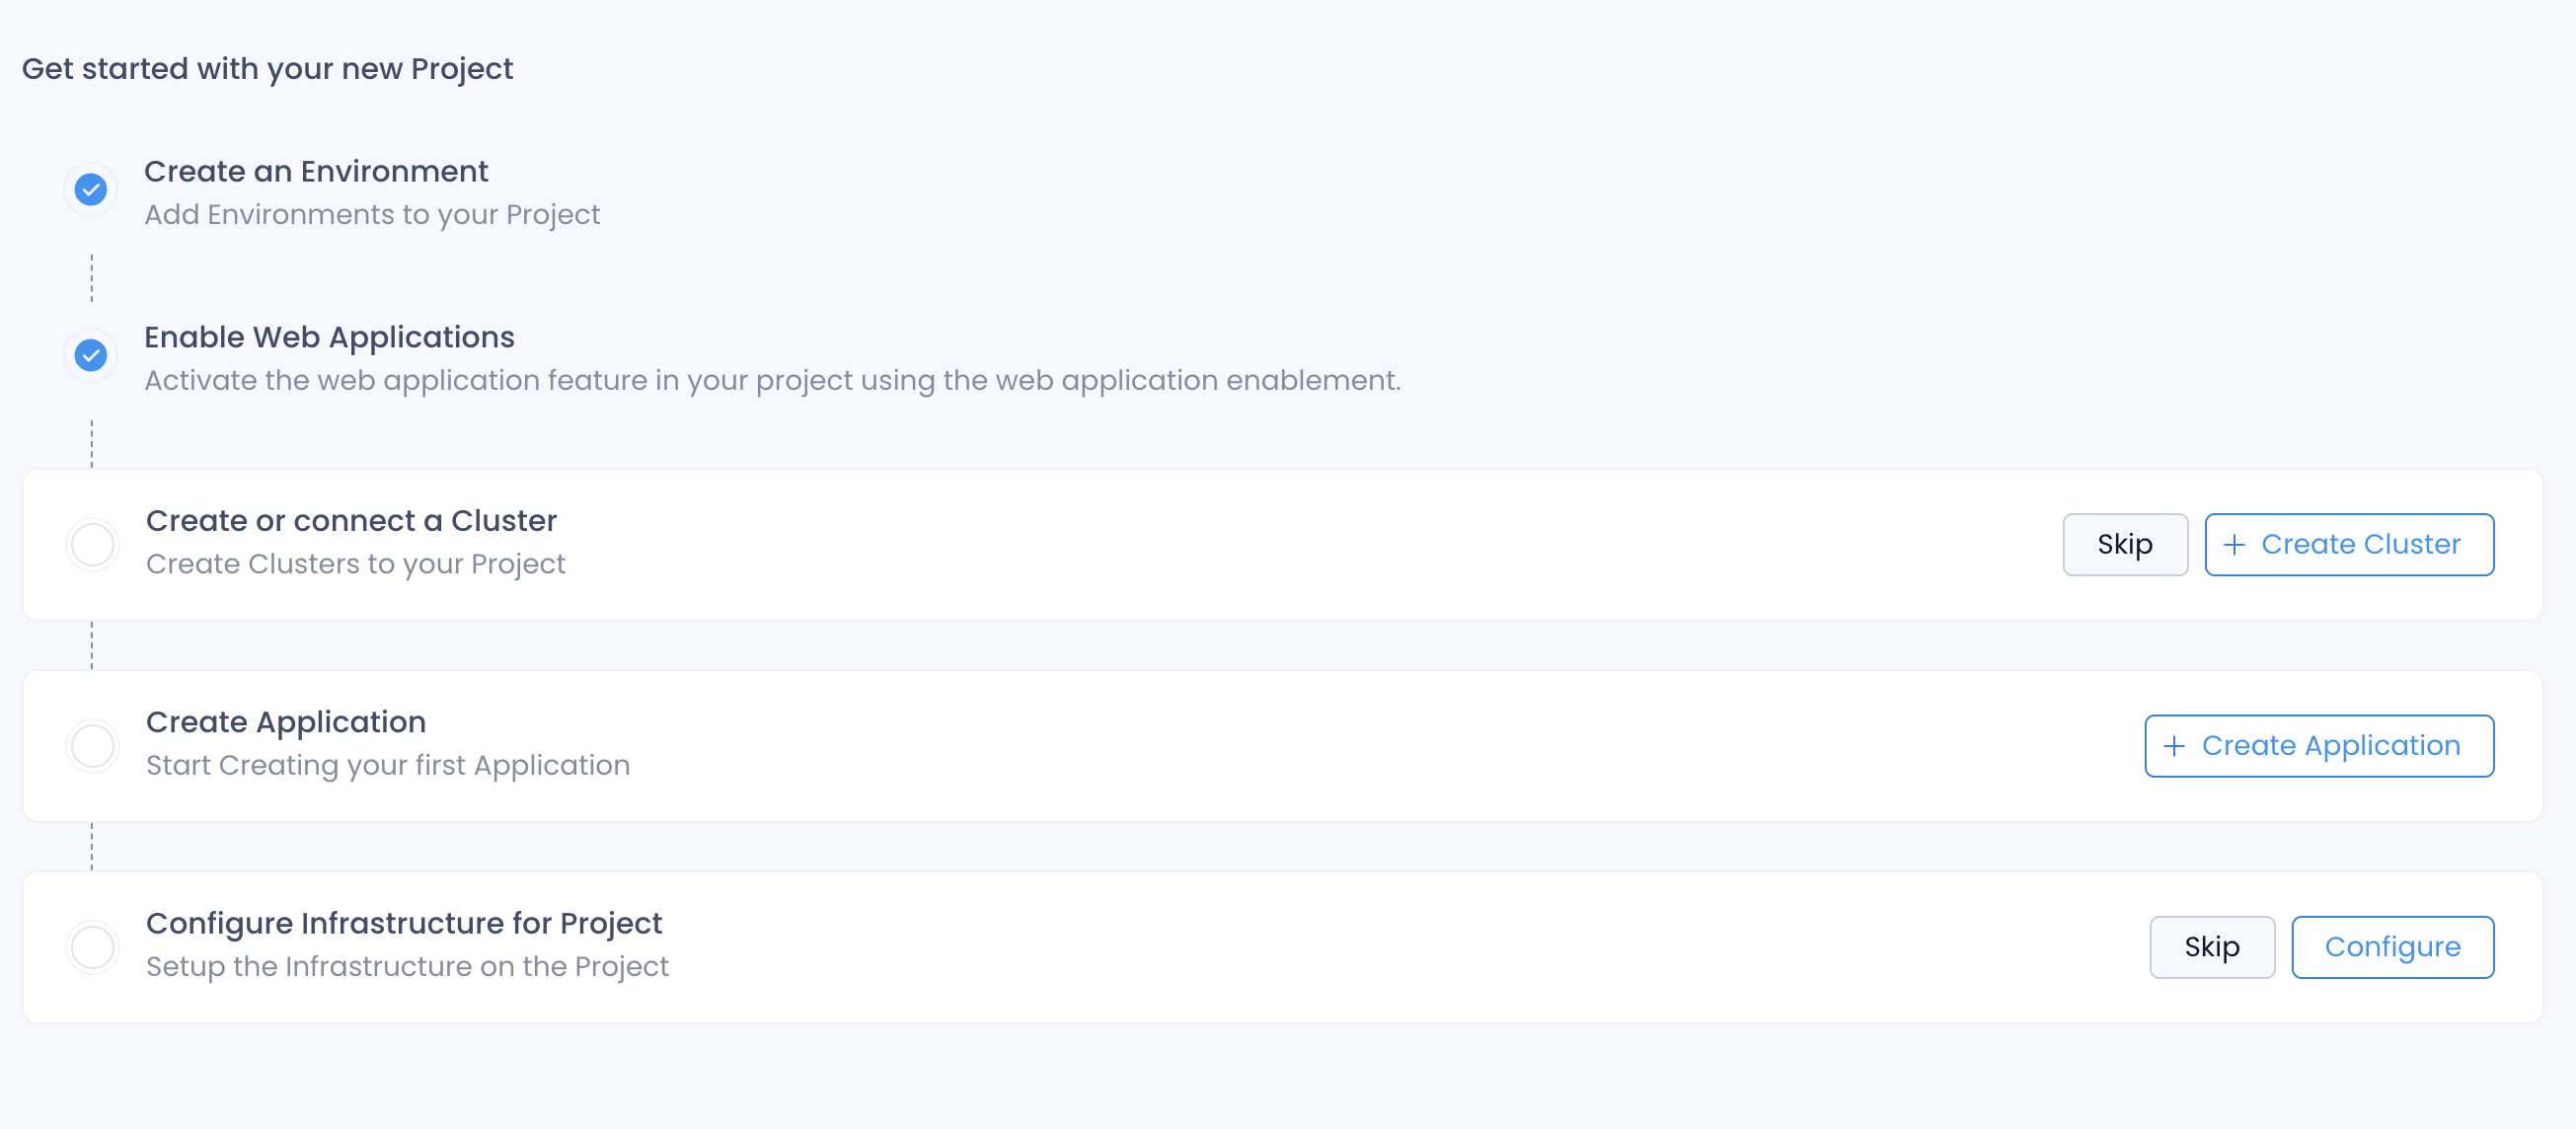 Get started with your new Project
Create an Environment
Add Environments to your Project
Enable Web Applications
Activate the web application feature in your project using the web application enablement.
Create or connect a Cluster
Create Clusters to your Project
Skip
+ Create Cluster
Create Application
Start Creating your first Application
+ Create Application
Configure Infrastructure for Project
Setup the Infrastructure on the Project
Skip
Configure